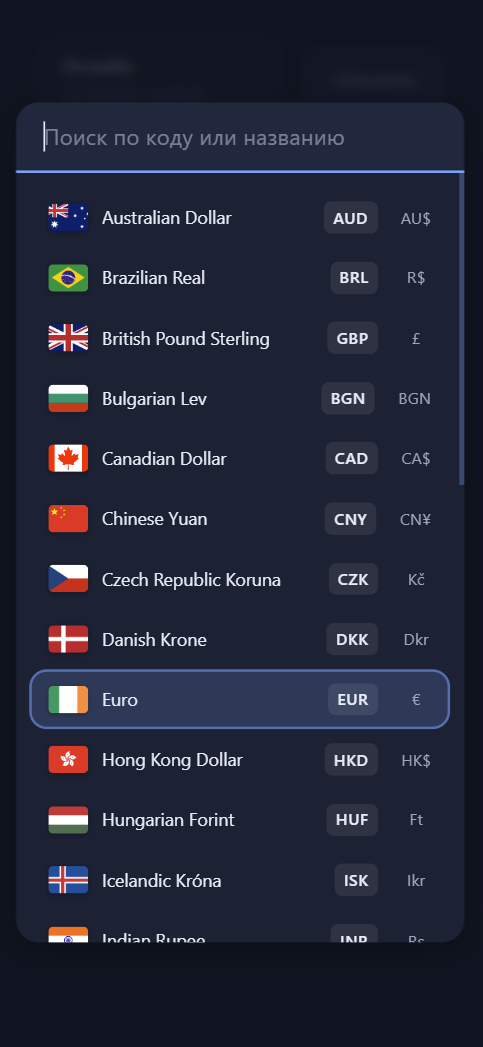 Поиск по коду или названию
Australian Dollar AUD AU$
Brazilian Real BRL R$
British Pound Sterling GBP £
Bulgarian Lev BGN BGN
Canadian Dollar CAD CA$
Chinese Yuan CNY CN¥
Czech Republic Koruna CZK Kč
Danish Krone DKK Dkr
Euro EUR €
Hong Kong Dollar HKD HK$
Hungarian Forint HUF Ft
Icelandic Króna ISK Ikr
Indian Rupee INR Rs